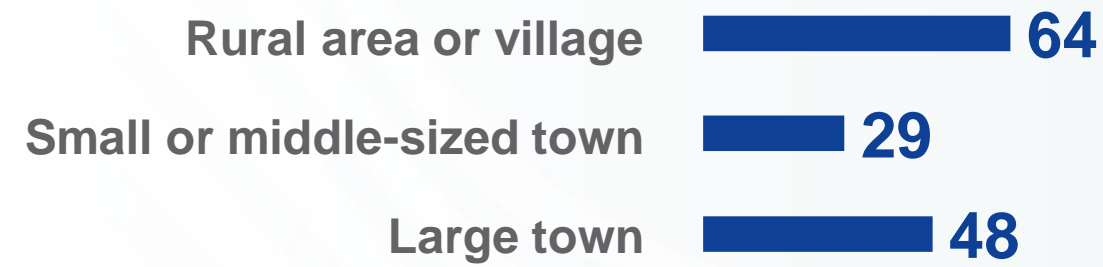 Rural area or village 64
Small or middle-sized town 29
Large town 48